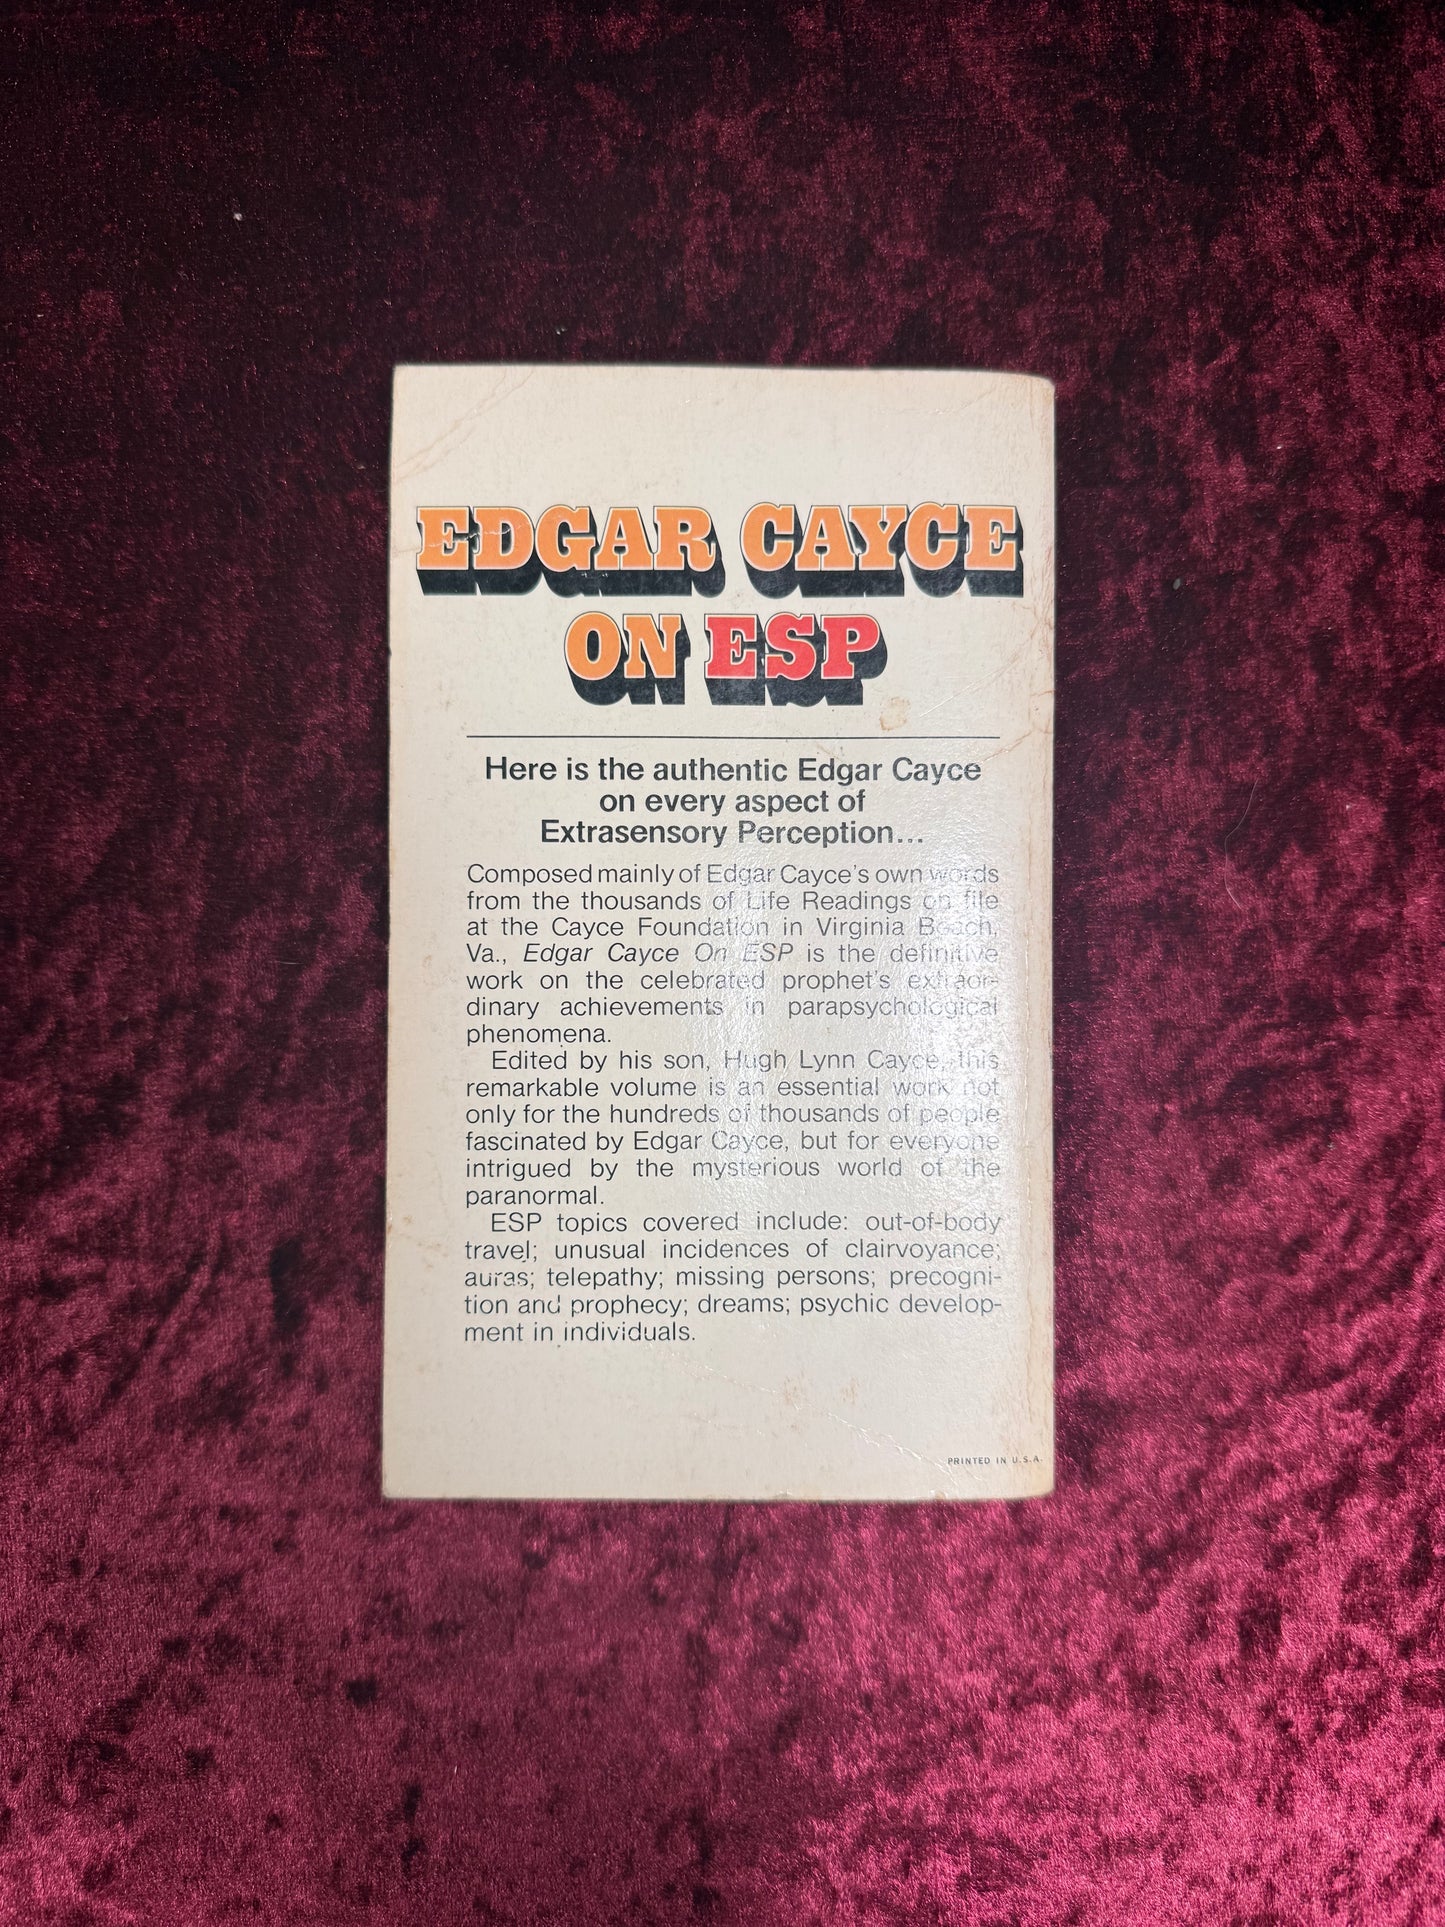 EDGAR CAYCE
ON ESP
Here is the authentic Edgar Cayce
on every aspect of
Extrasensory Perception...
Composed mainly of Edgar Cayce's own words
from the thousands of Life Readings on file
at the Cayce Foundation in Virginia Beach,
Va., Edgar Cayce On ESP is the definitive
work on the celebrated prophet's extraor-
dinary achievements in parapsychological
phenomena.
Edited by his son, Hugh Lynn Cayce, this
remarkable volume is an essential work not
only for the hundreds of thousands of people
fascinated by Edgar Cayce, but for everyone
intrigued by the mysterious world of the
paranormal.
ESP topics covered include: out-of-body
travel; unusual incidences of clairvoyance;
auras; telepathy; missing persons; precogni-
tion and prophecy; dreams; psychic develop-
ment in individuals.
PRINTED IN U.S.A.